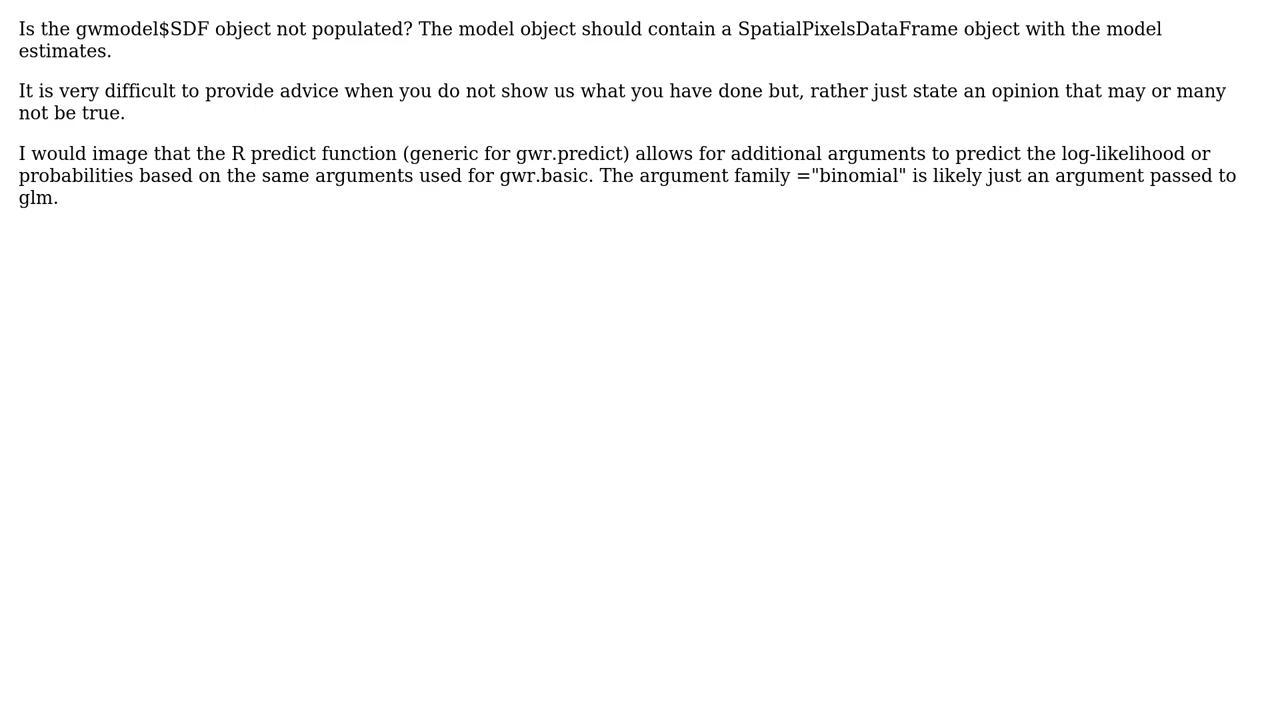 Is the gwmodel$SDF object not populated? The model object should contain a SpatialPixelsDataFrame object with the model
estimates.
It is very difficult to provide advice when you do not show us what you have done but, rather just state an opinion that may or many
not be true.
I would image that the R predict function (generic for gwr.predict) allows for additional arguments to predict the log-likelihood or
probabilities based on the same arguments used for gwr.basic. The argument family ="binomial" is likely just an argument passed to
glm.